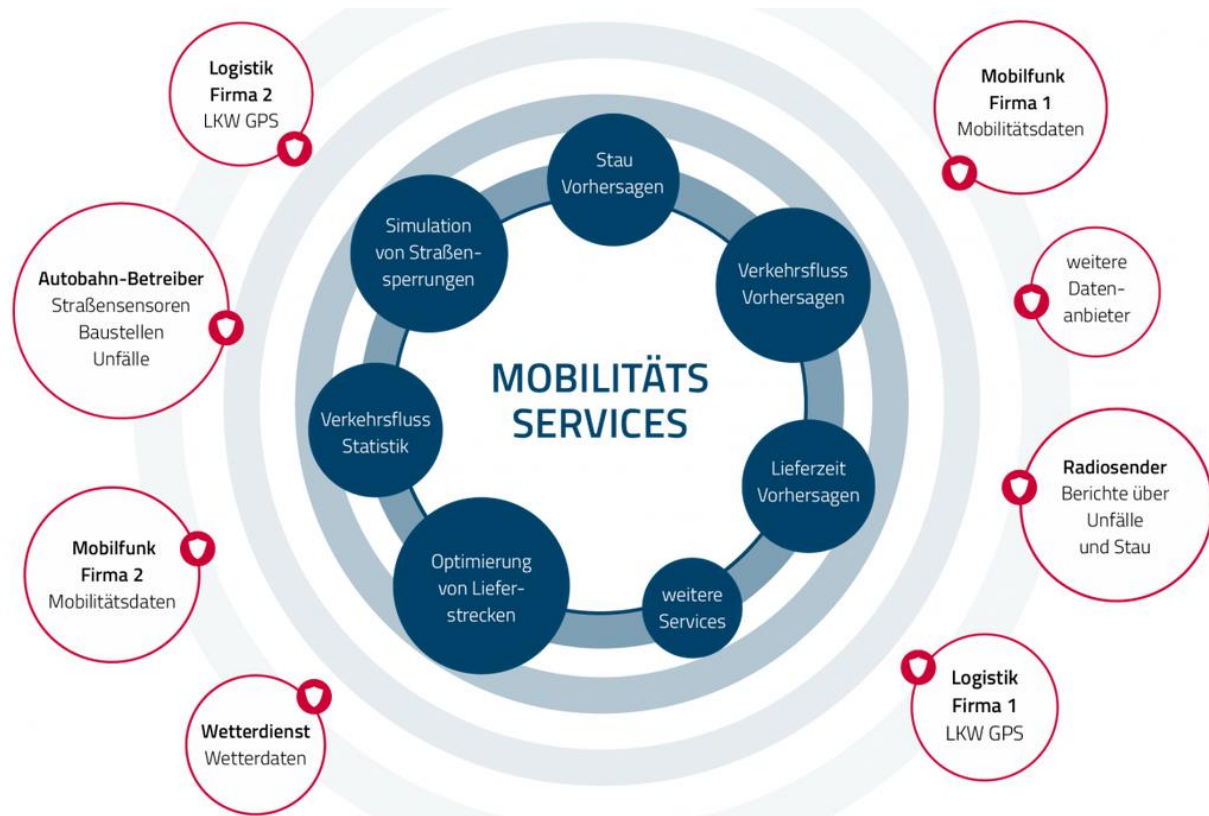 Logistik
Firma 2
LKW GPS
Mobilfunk
Firma 1
Mobilitätsdaten
Stau
Vorhersagen
Simulation
von Straßen-
sperrungen
Verkehrsfluss
Vorhersagen
weitere
Daten-
anbieter
Autobahn-Betreiber
Straßensensoren
Baustellen
Unfälle
MOBILITÄTS
SERVICES
Verkehrsfluss
Statistik
Lieferzeit
Vorhersagen
Radiosender
Berichte über
Unfälle
und Stau
Mobilfunk
Firma 2
Mobilitätsdaten
Optimierung
von Liefer-
strecken
weitere
Services
Logistik
Firma 1
LKW GPS
Wetterdienst
Wetterdaten